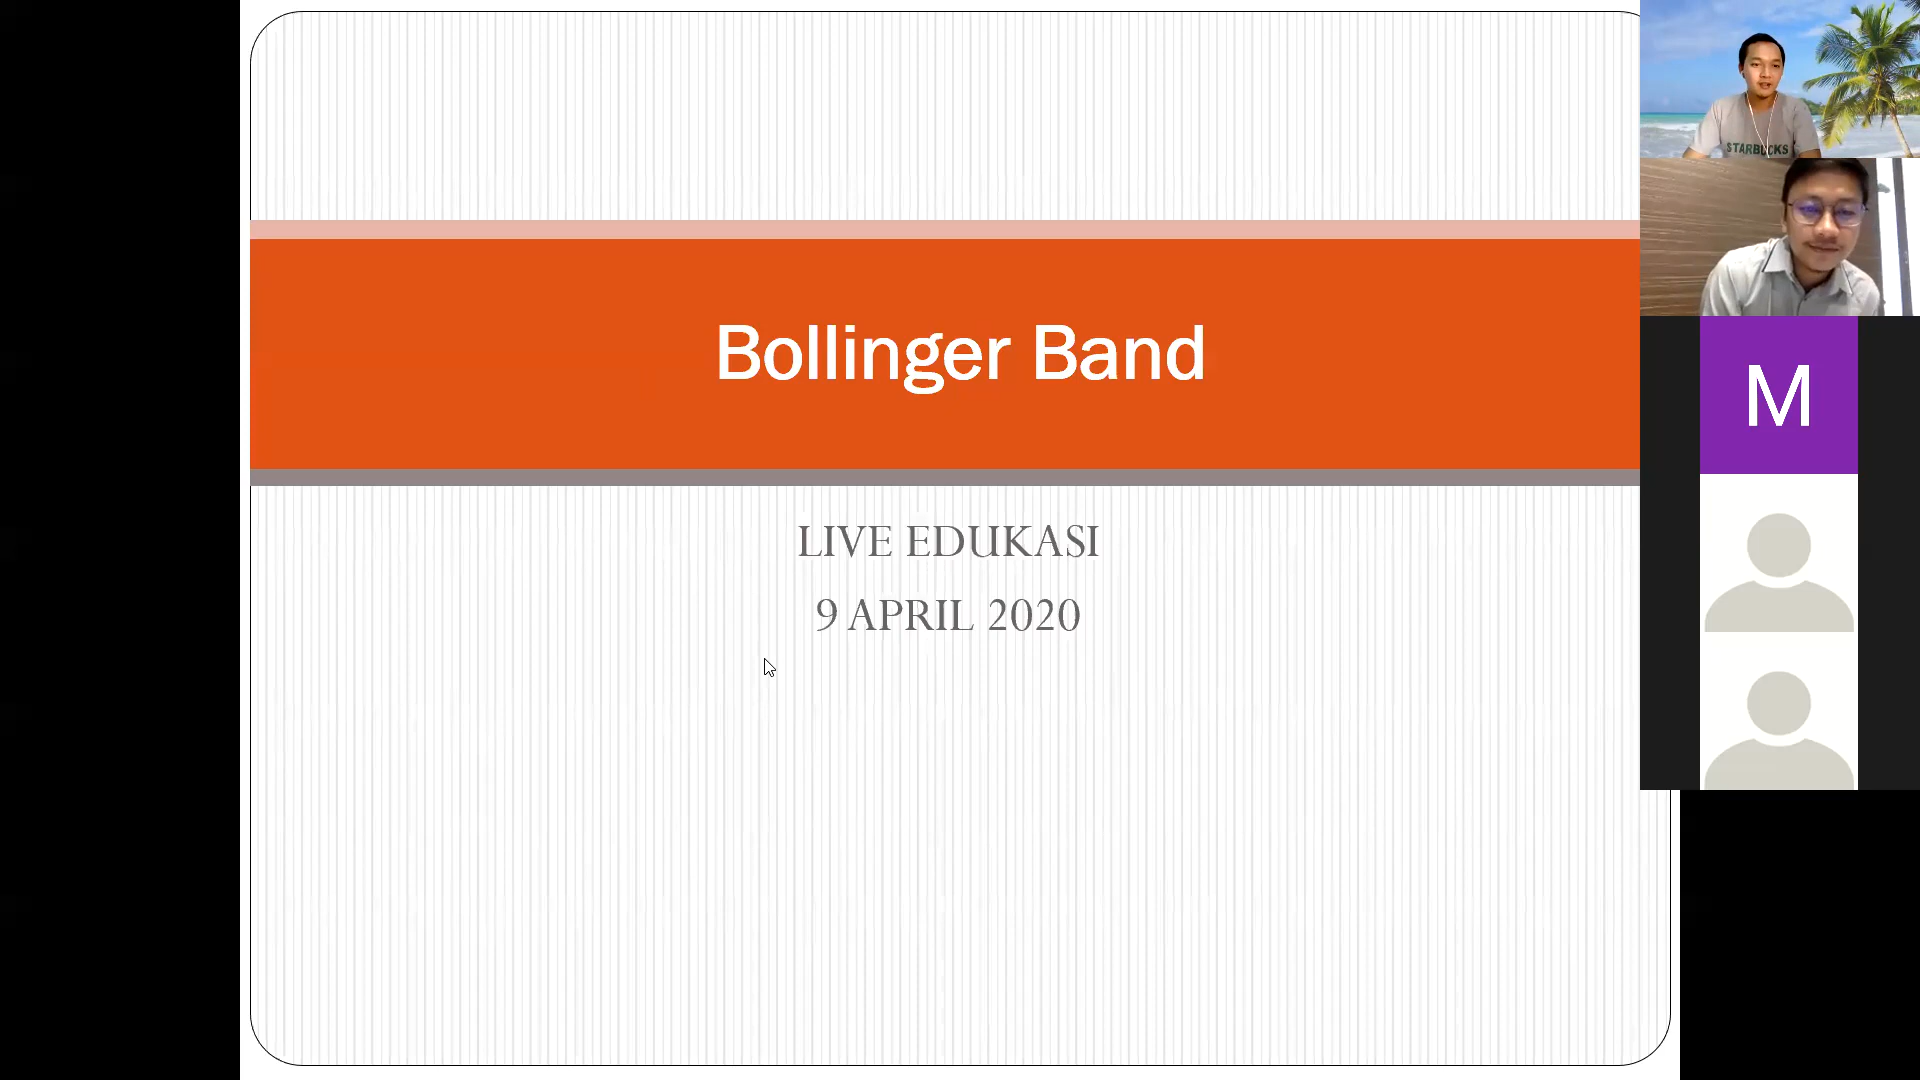 Bollinger Band
LIVE EDUKASI
9 APRIL 2020
STARBUCKS
M